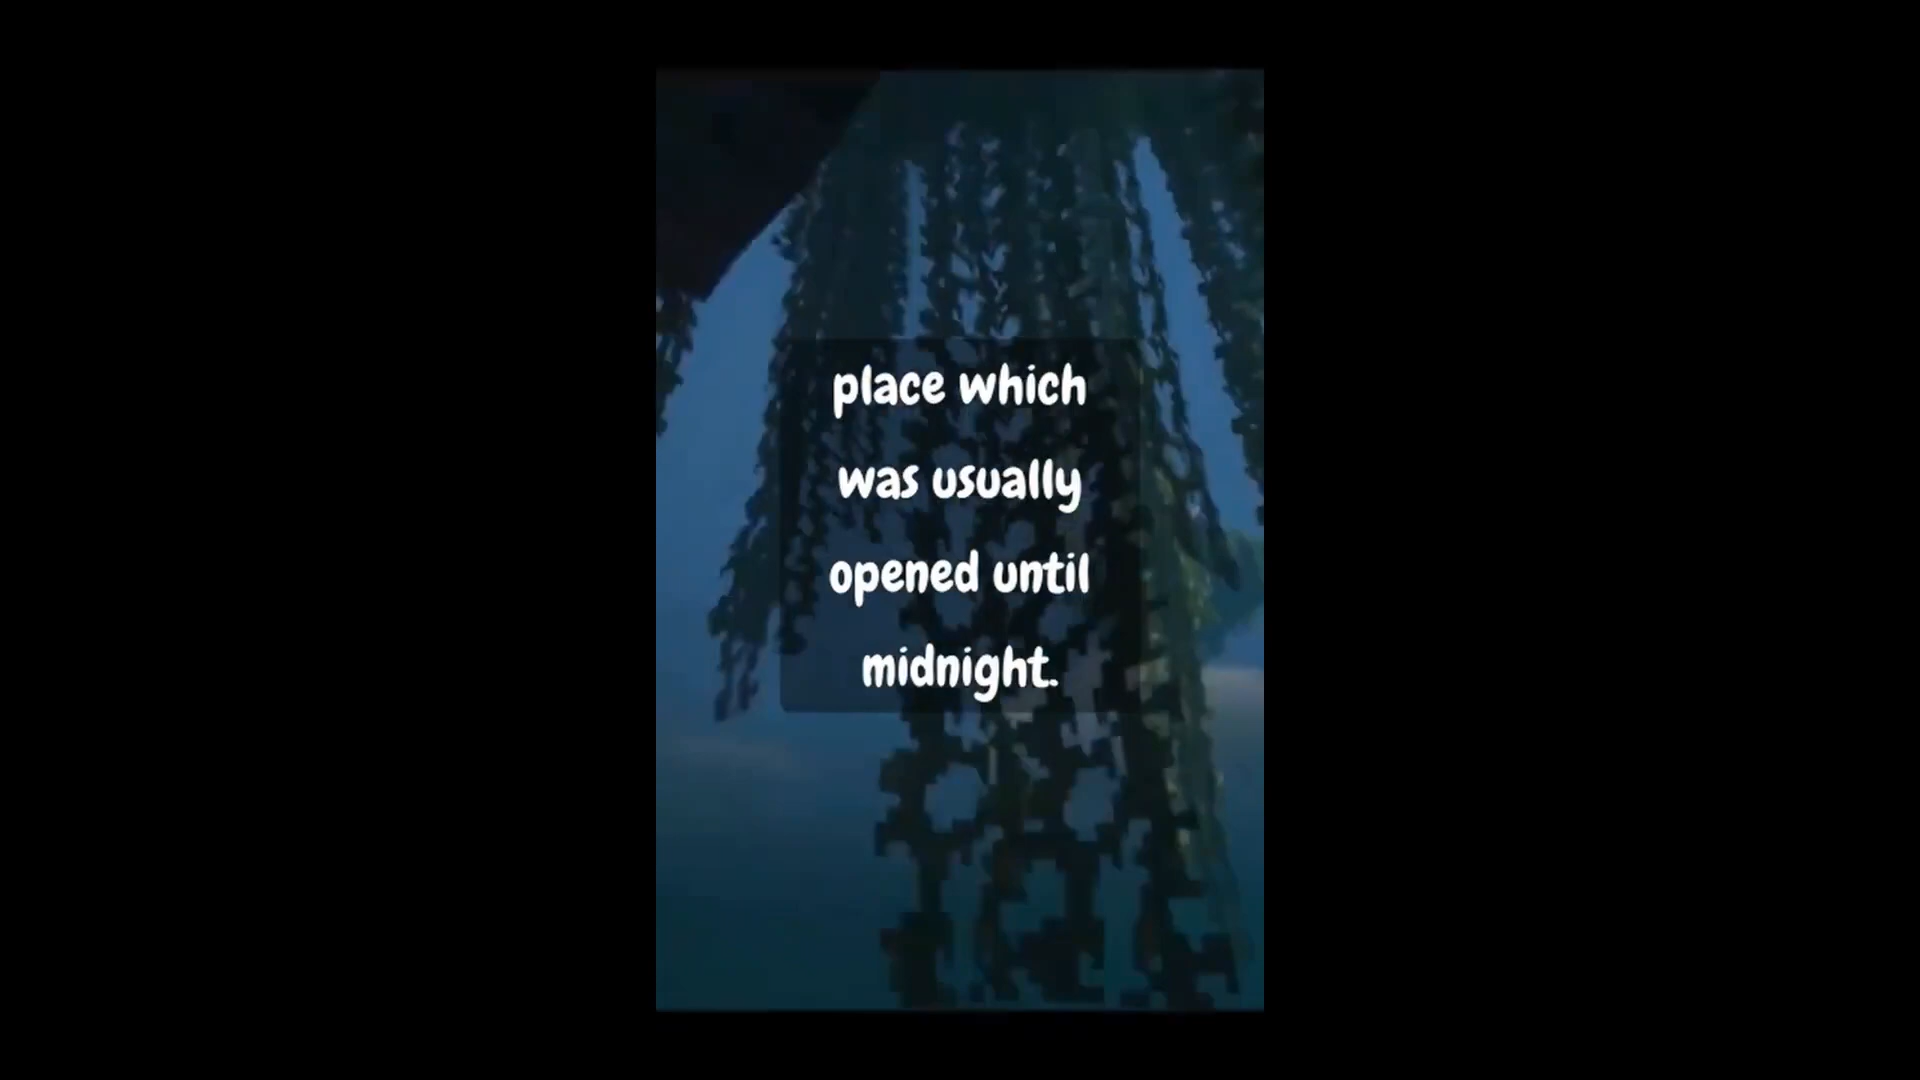 place which
was usually
opened until
midnight.